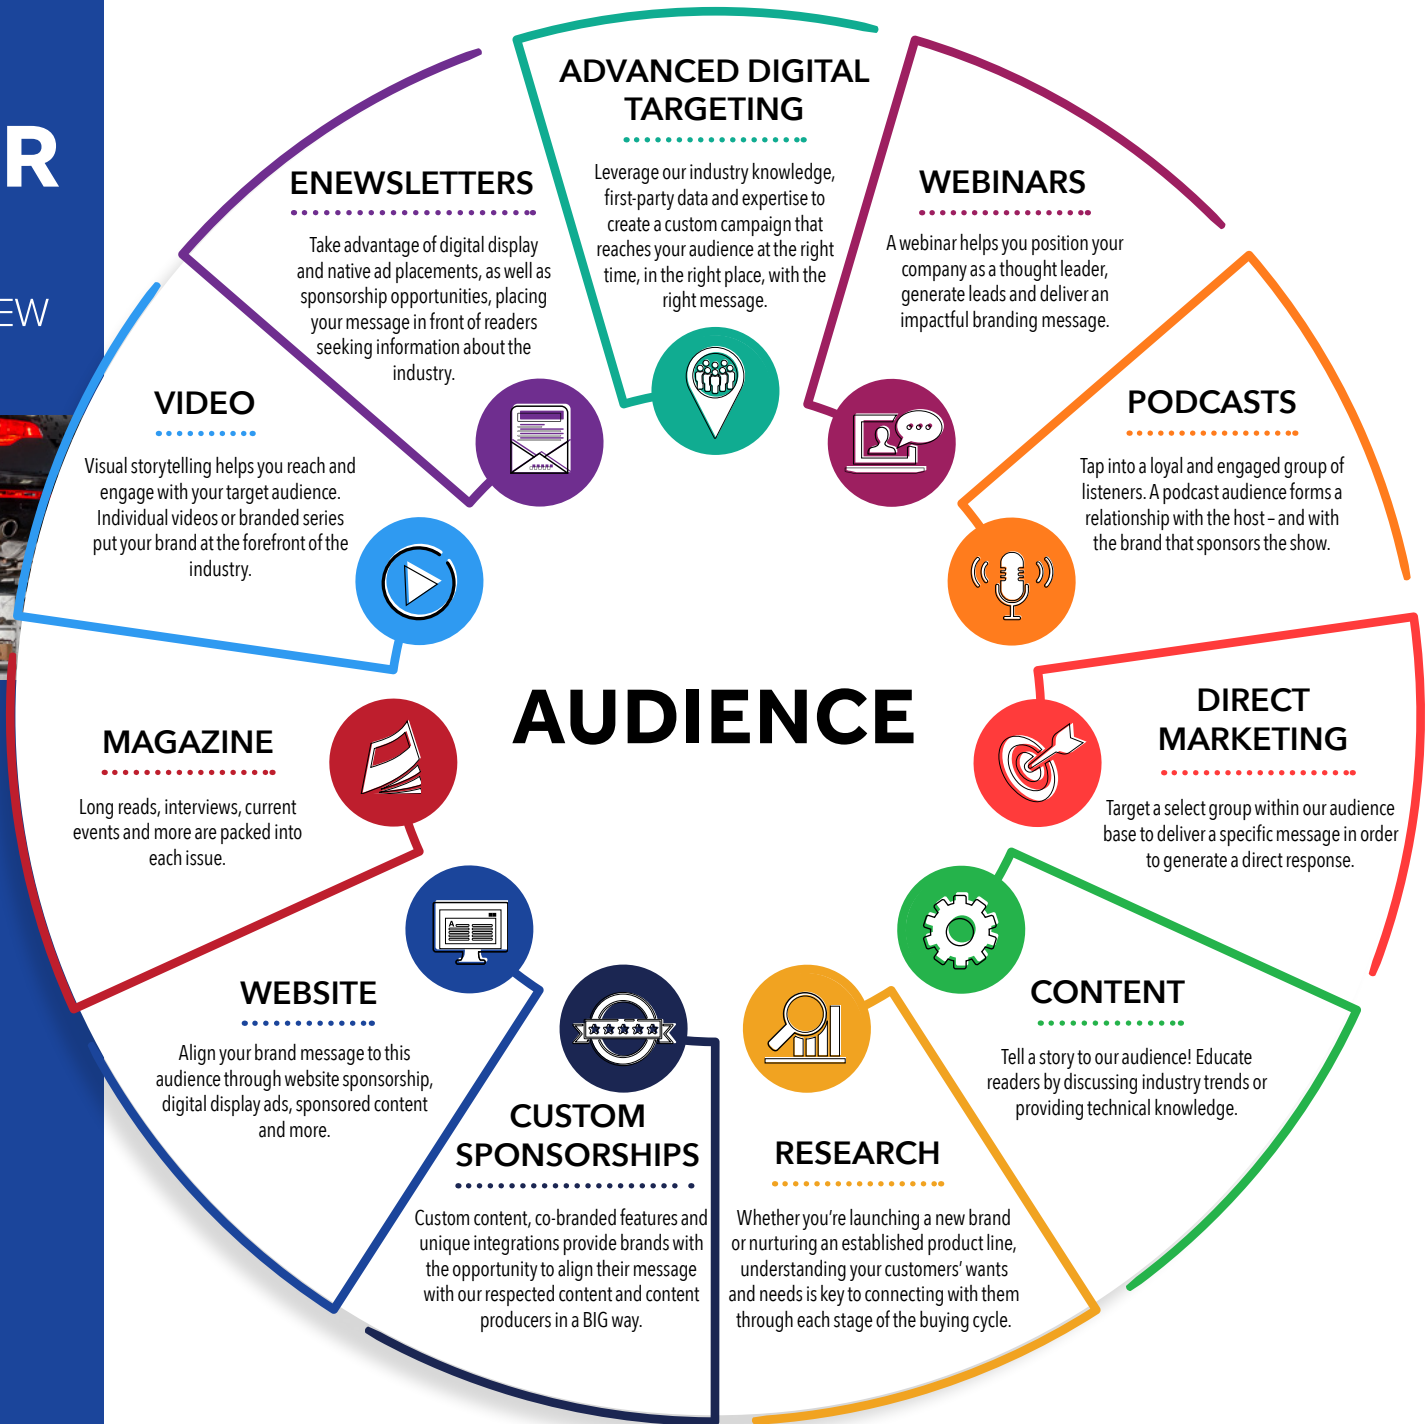 R
EW
ADVANCED DIGITAL
TARGETING
Leverage our industry knowledge,
first-party data and expertise to
create a custom campaign that
reaches your audience at the right
time, in the right place, with the
right message.
WEBINARS
A webinar helps you position your
company as a thought leader,
generate leads and deliver an
impactful branding message.
PODCASTS
Tap into a loyal and engaged group of
listeners. A podcast audience forms a
relationship with the host – and with
the brand that sponsors the show.
DIRECT
MARKETING
Target a select group within our audience
base to deliver a specific message in order
to generate a direct response.
CONTENT
Tell a story to our audience! Educate
readers by discussing industry trends or
providing technical knowledge.
RESEARCH
Whether you’re launching a new brand
or nurturing an established product line,
understanding your customers’ wants
and needs is key to connecting with them
through each stage of the buying cycle.
CUSTOM
SPONSORSHIPS
Custom content, co-branded features and
unique integrations provide brands with
the opportunity to align their message
with our respected content and content
producers in a BIG way.
WEBSITE
Align your brand message to this
audience through website sponsorship,
digital display ads, sponsored content
and more.
MAGAZINE
Long reads, interviews, current
events and more are packed into
each issue.
VIDEO
Visual storytelling helps you reach and
engage with your target audience.
Individual videos or branded series
put your brand at the forefront of the
industry.
ENEWSLETTERS
Take advantage of digital display
and native ad placements, as well as
sponsorship opportunities, placing
your message in front of readers
seeking information about the
industry.
AUDIENCE